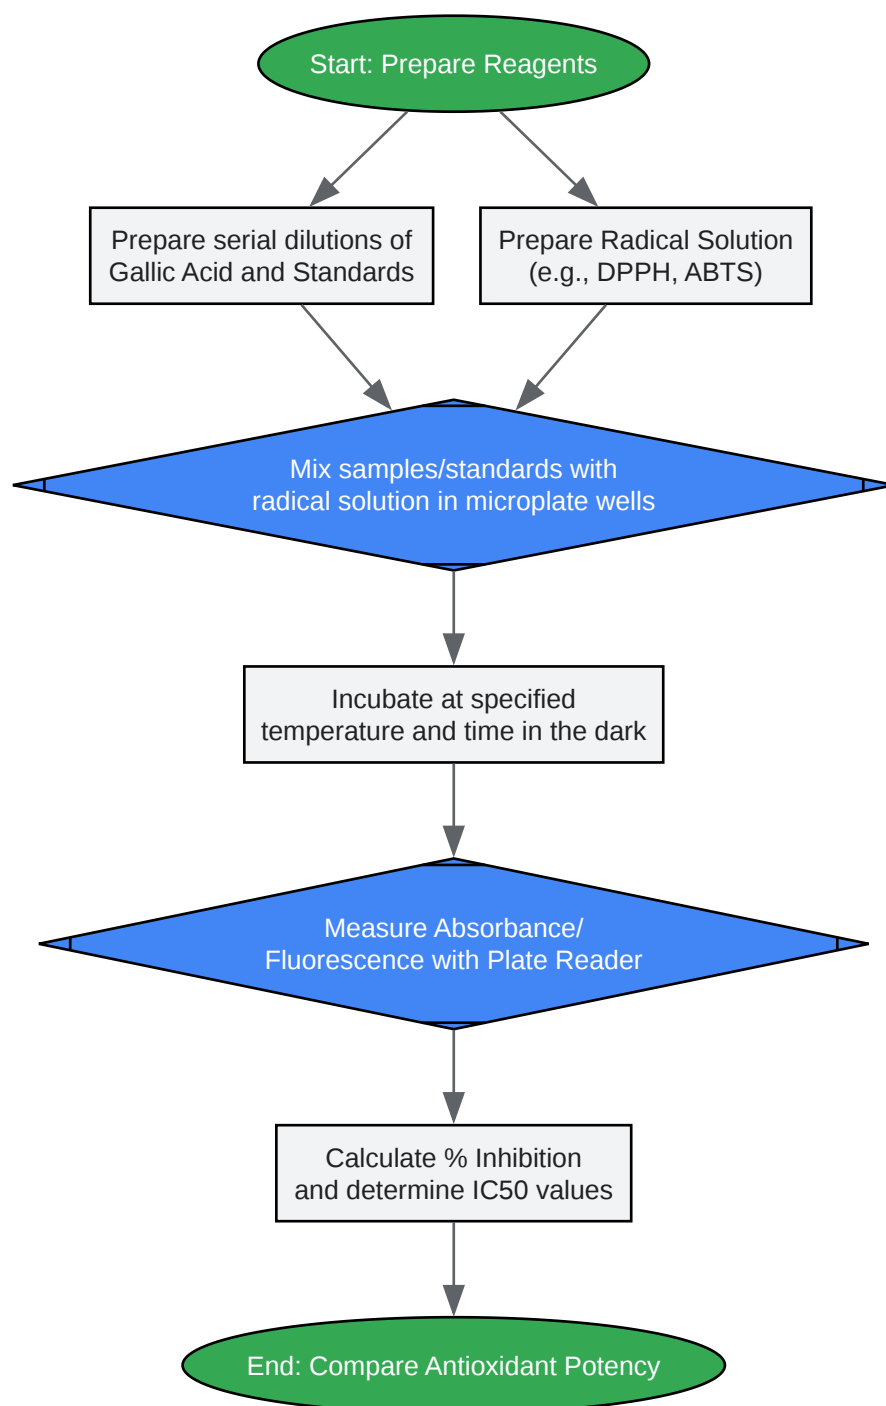 Start: Prepare Reagents
Prepare serial dilutions of
Gallic Acid and Standards
Prepare Radical Solution
(e.g., DPPH, ABTS)
Mix samples/standards with
radical solution in microplate wells
Incubate at specified
temperature and time in the dark
Measure Absorbance/
Fluorescence with Plate Reader
Calculate % Inhibition
and determine IC50 values
End: Compare Antioxidant Potency